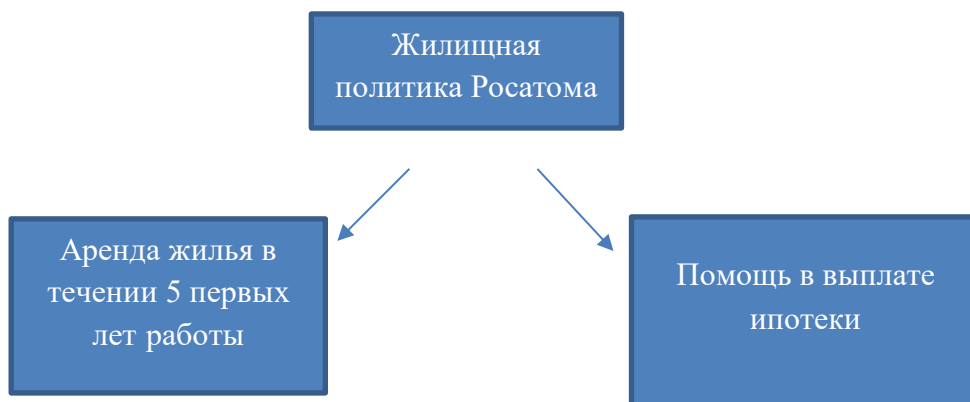 Жилищная
политика Росатома
Аренда жилья в
течении 5 первых
лет работы
Помощь в выплате
ипотеки